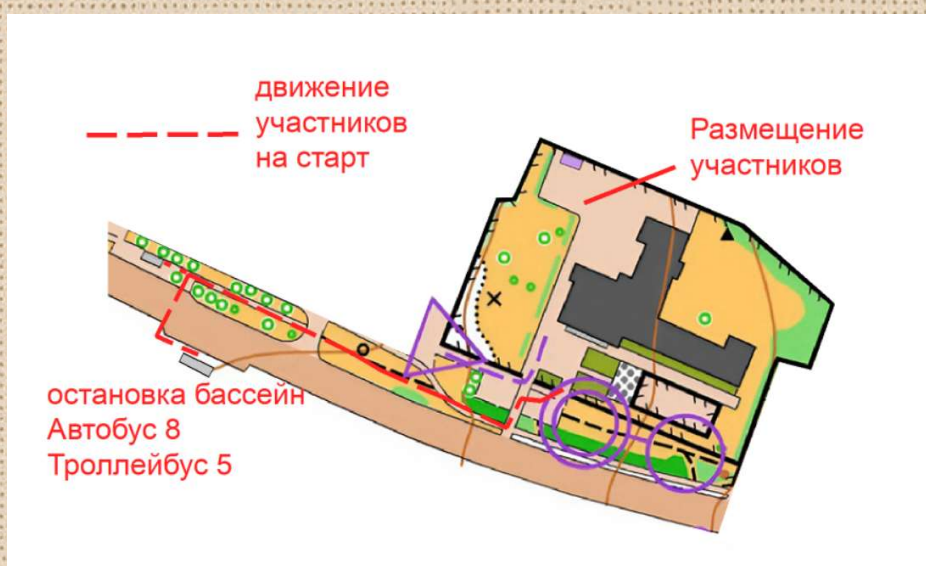 движение
участников
на старт
Размещение
участников
остановка бассейн
Автобус 8
Троллейбус 5